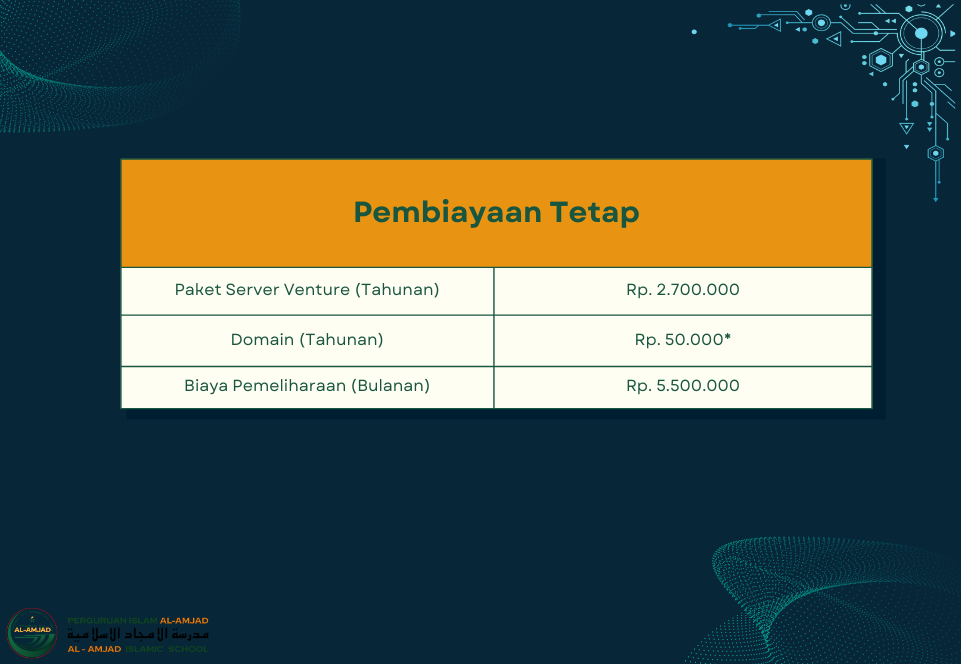 Pembiayaan Tetap
Paket Server Venture (Tahunan) Rp. 2.700.000
Domain (Tahunan) Rp. 50.000*
Biaya Pemeliharaan (Bulanan) Rp. 5.500.000
AL-AMJAD
PERGURUAN ISLAM AL-AMJAD
مدرسة الامجاد الإسلامية
AL - AMJAD ISLAMIC SCHOOL